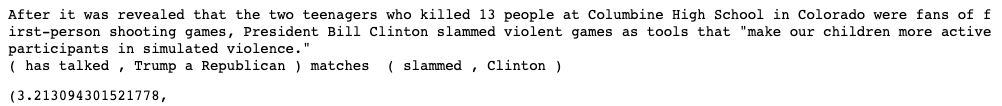 After it was revealed that the two teenagers who killed 13 people at Columbine High School in Colorado were fans of f
irst-person shooting games, President Bill Clinton slammed violent games as tools that "make our children more active
participants in simulated violence."
( has talked , Trump a Republican ) matches  ( slammed , Clinton )
(3.213094301521778,